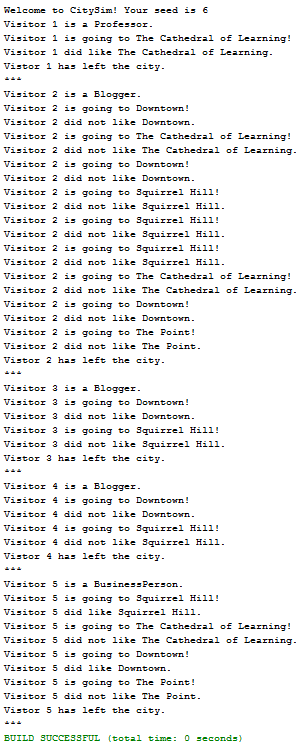 Welcome to CitySim! Your seed is 6
Visitor 1 is a Professor.
Visitor 1 is going to The Cathedral of Learning!
Visitor 1 did like The Cathedral of Learning.
Vistor 1 has left the city.
***
Visitor 2 is a Blogger.
Visitor 2 is going to Downtown!
Visitor 2 did not like Downtown.
Visitor 2 is going to The Cathedral of Learning!
Visitor 2 did not like The Cathedral of Learning.
Visitor 2 is going to Downtown!
Visitor 2 did not like Downtown.
Visitor 2 is going to Squirrel Hill!
Visitor 2 did not like Squirrel Hill.
Visitor 2 is going to Squirrel Hill!
Visitor 2 did not like Squirrel Hill.
Visitor 2 is going to Squirrel Hill!
Visitor 2 did not like Squirrel Hill.
Visitor 2 is going to The Cathedral of Learning!
Visitor 2 did not like The Cathedral of Learning.
Visitor 2 is going to Downtown!
Visitor 2 did not like Downtown.
Visitor 2 is going to The Point!
Visitor 2 did not like The Point.
Vistor 2 has left the city.
***
Visitor 3 is a Blogger.
Visitor 3 is going to Downtown!
Visitor 3 did not like Downtown.
Visitor 3 is going to Squirrel Hill!
Visitor 3 did not like Squirrel Hill.
Vistor 3 has left the city.
***
Visitor 4 is a Blogger.
Visitor 4 is going to Downtown!
Visitor 4 did not like Downtown.
Visitor 4 is going to Squirrel Hill!
Visitor 4 did not like Squirrel Hill.
Vistor 4 has left the city.
***
Visitor 5 is a BusinessPerson.
Visitor 5 is going to Squirrel Hill!
Visitor 5 did like Squirrel Hill.
Visitor 5 is going to The Cathedral of Learning!
Visitor 5 did not like The Cathedral of Learning.
Visitor 5 is going to Downtown!
Visitor 5 did like Downtown.
Visitor 5 is going to The Point!
Visitor 5 did not like The Point.
Vistor 5 has left the city.
***
BUILD SUCCESSFUL (total time: 0 seconds)